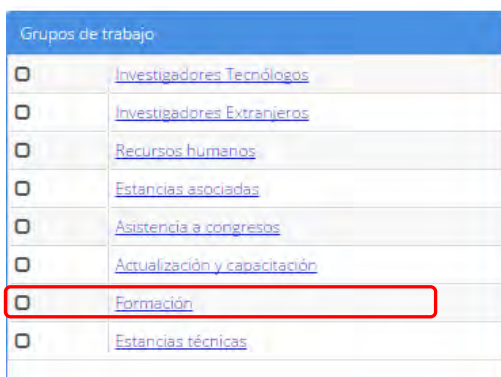 Grupos de trabajo
Investigadores Tecnólogos
Investigadores Extranjeros
Recursos humanos
Estancias asociadas
Asistencia a congresos
Actualización y capacitación
Formación
Estancias técnicas